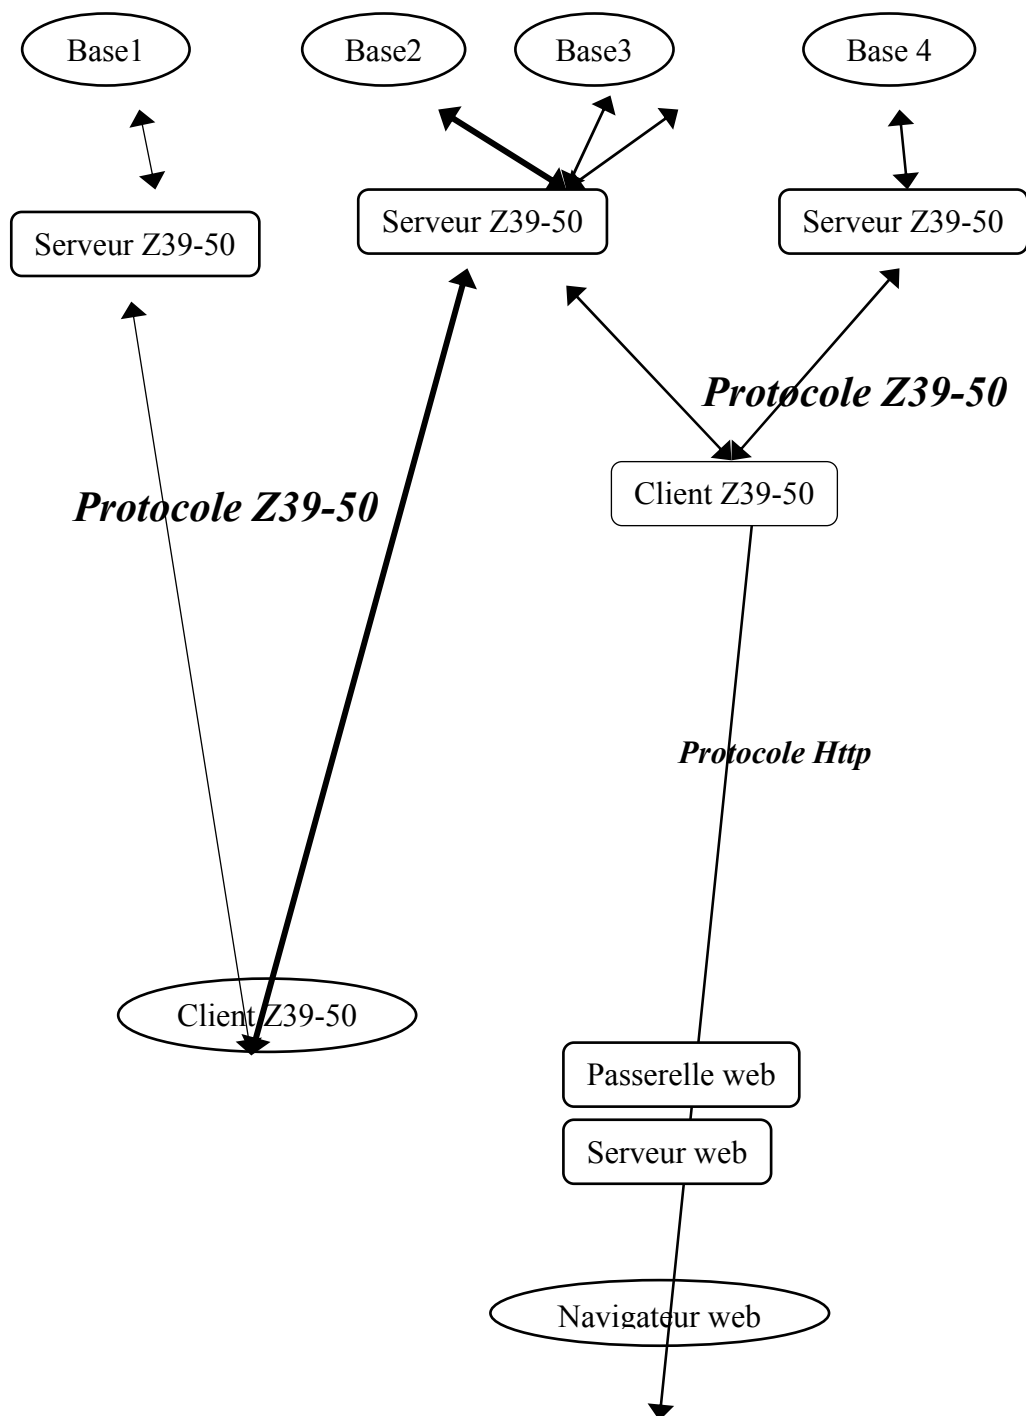 Base1
Base2
Base3
Base 4
Serveur Z39-50
Serveur Z39-50
Serveur Z39-50
Protocole Z39-50
Client Z39-50
Protocole Z39-50
Protocole Http
Client Z39-50
Passerelle web
Serveur web
Navigateur web